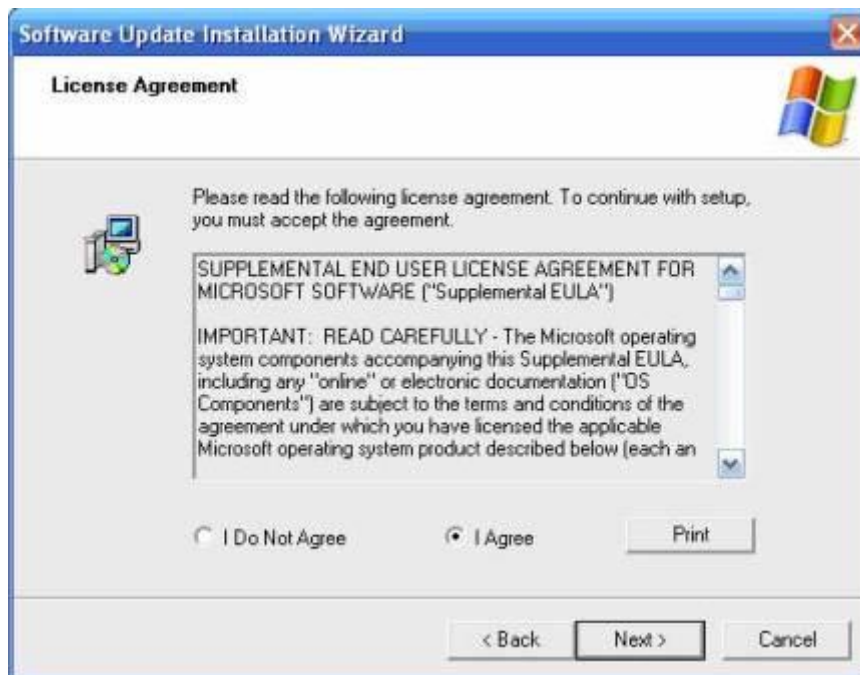 Software Update Installation Wizard
License Agreement
Please read the following license agreement. To continue with setup,
you must accept the agreement.
SUPPLEMENTAL END USER LICENSE AGREEMENT FOR
MICROSOFT SOFTWARE ("Supplemental EULA")
IMPORTANT: READ CAREFULLY - The Microsoft operating
system components accompanying this Supplemental EULA,
including any "online" or electronic documentation ("OS
Components") are subject to the terms and conditions of the
agreement under which you have licensed the applicable
Microsoft operating system product described below (each an
I Do Not Agree
I Agree
Print
< Back
Next >
Cancel